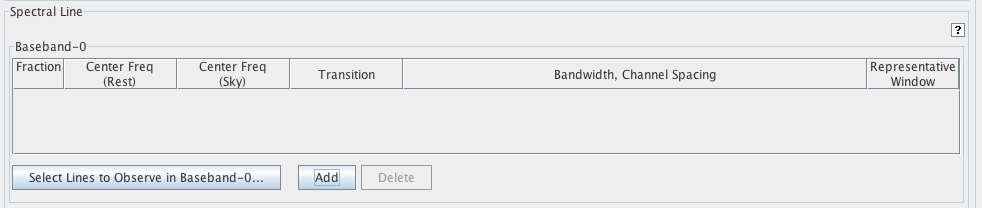 Spectral Line
?
Baseband-0
Fraction Center Freq (Rest) Center Freq (Sky) Transition Bandwidth, Channel Spacing Representative Window
Select Lines to Observe in Baseband-0... Add Delete